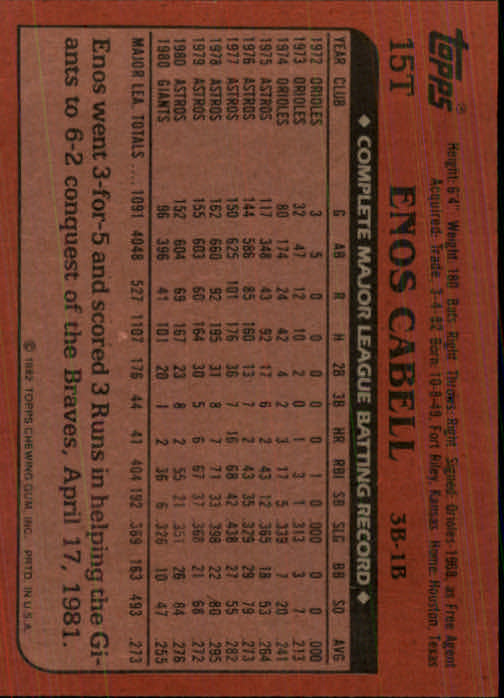 topps®
15T ENOS CABELL 3B-1B
Height: 6'4" Weight: 180 Bats: Right Throws: Right Signed: Orioles-1968, as Free Agent
Acquired: Trade, 3-4-82 Born: 10-8-49, Fort Riley, Kansas Home: Houston, Texas
◆ COMPLETE MAJOR LEAGUE BATTING RECORD ◆
YEAR CLUB G AB R H 2B 3B HR RBI SB SLG BB SO AVG
1972 ORIOLES 3 5 0 0 0 0 0 1 0 .000 0 0 .000
1973 ORIOLES 32 47 12 10 2 0 1 3 1 .313 3 7 .213
1974 ORIOLES 80 174 24 42 4 2 3 17 5 .339 7 20 .241
1975 ASTROS 117 348 43 92 17 6 2 43 12 .365 18 53 .264
1976 ASTROS 144 586 85 160 13 7 2 43 35 .329 29 79 .273
1977 ASTROS 150 625 101 176 36 7 16 68 42 .438 27 55 .282
1978 ASTROS 162 660 92 195 31 8 7 71 33 .398 22 80 .295
1979 ASTROS 155 603 60 164 30 5 6 67 37 .368 21 68 .272
1980 ASTROS 152 604 69 167 23 8 2 55 21 .351 26 84 .276
1980 GIANTS 96 396 41 101 20 1 2 36 6 .326 10 47 .255
MAJOR LEA. TOTALS .... 1091 4048 527 1107 176 44 41 404 192 .369 163 493 .273
Enos went 3-for-5 and scored 3 Runs in helping the Gi-
ants to 6-2 conquest of the Braves, April 17, 1981.
© 1982 TOPPS CHEWING GUM, INC. PRTD. IN U.S.A.